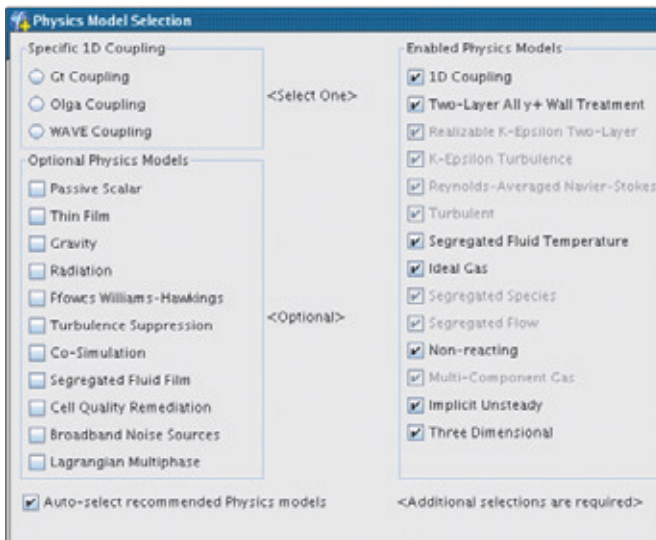 Physics Model Selection
Specific 1D Coupling
Gt Coupling
Olga Coupling
WAVE Coupling
<Select One>
Optional Physics Models
Passive Scalar
Thin Film
Gravity
Radiation
Ffowcs Williams-Hawkings
Turbulence Suppression
Co-Simulation
Segregated Fluid Film
Cell Quality Remediation
Broadband Noise Sources
Lagrangian Multiphase
<Optional>
Enabled Physics Models
1D Coupling
Two-Layer All y+ Wall Treatment
Realizable K-Epsilon Two-Layer
K-Epsilon Turbulence
Reynolds-Averaged Navier-Stokes
Turbulent
Segregated Fluid Temperature
Ideal Gas
Segregated Species
Segregated Flow
Non-reacting
Multi-Component Gas
Implicit Unsteady
Three Dimensional
Auto-select recommended Physics models
<Additional selections are required>